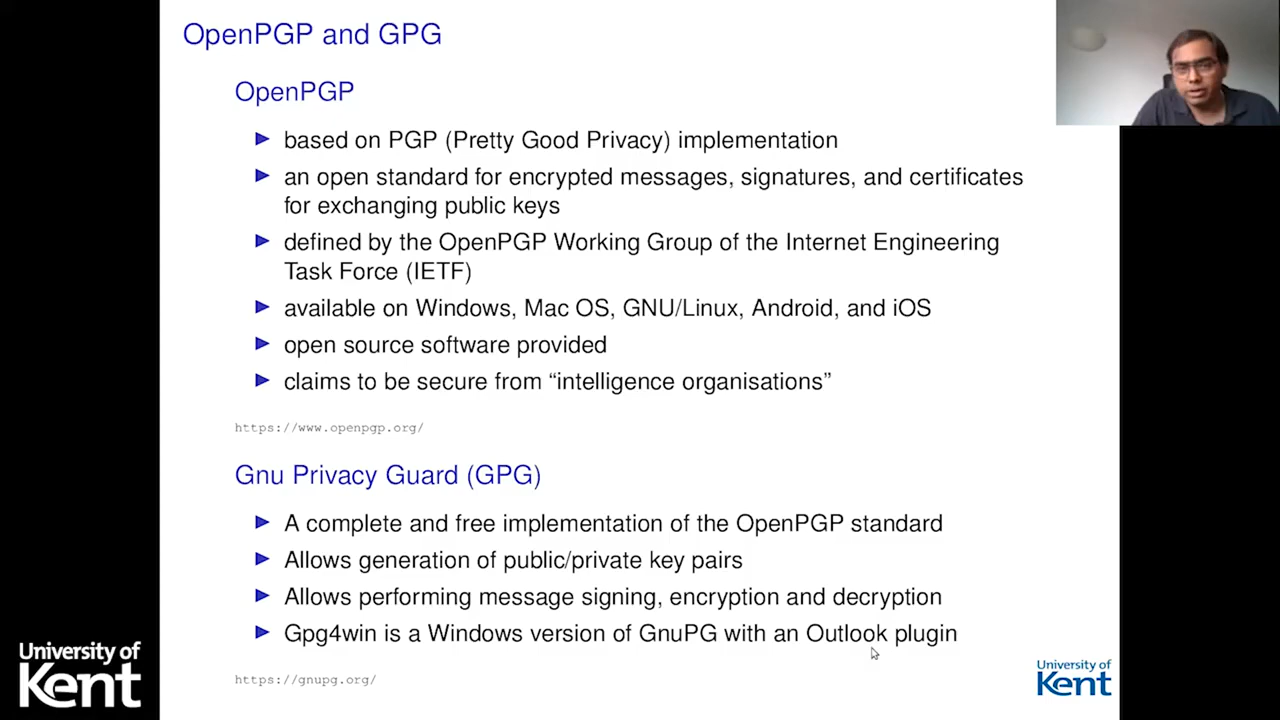 OpenPGP and GPG
OpenPGP
based on PGP (Pretty Good Privacy) implementation
an open standard for encrypted messages, signatures, and certificates
for exchanging public keys
defined by the OpenPGP Working Group of the Internet Engineering
Task Force (IETF)
available on Windows, Mac OS, GNU/Linux, Android, and iOS
open source software provided
claims to be secure from “intelligence organisations”
https://www.openpgp.org/
Gnu Privacy Guard (GPG)
A complete and free implementation of the OpenPGP standard
Allows generation of public/private key pairs
Allows performing message signing, encryption and decryption
Gpg4win is a Windows version of GnuPG with an Outlook plugin
https://gnupg.org/
University of
Kent
University of
Kent